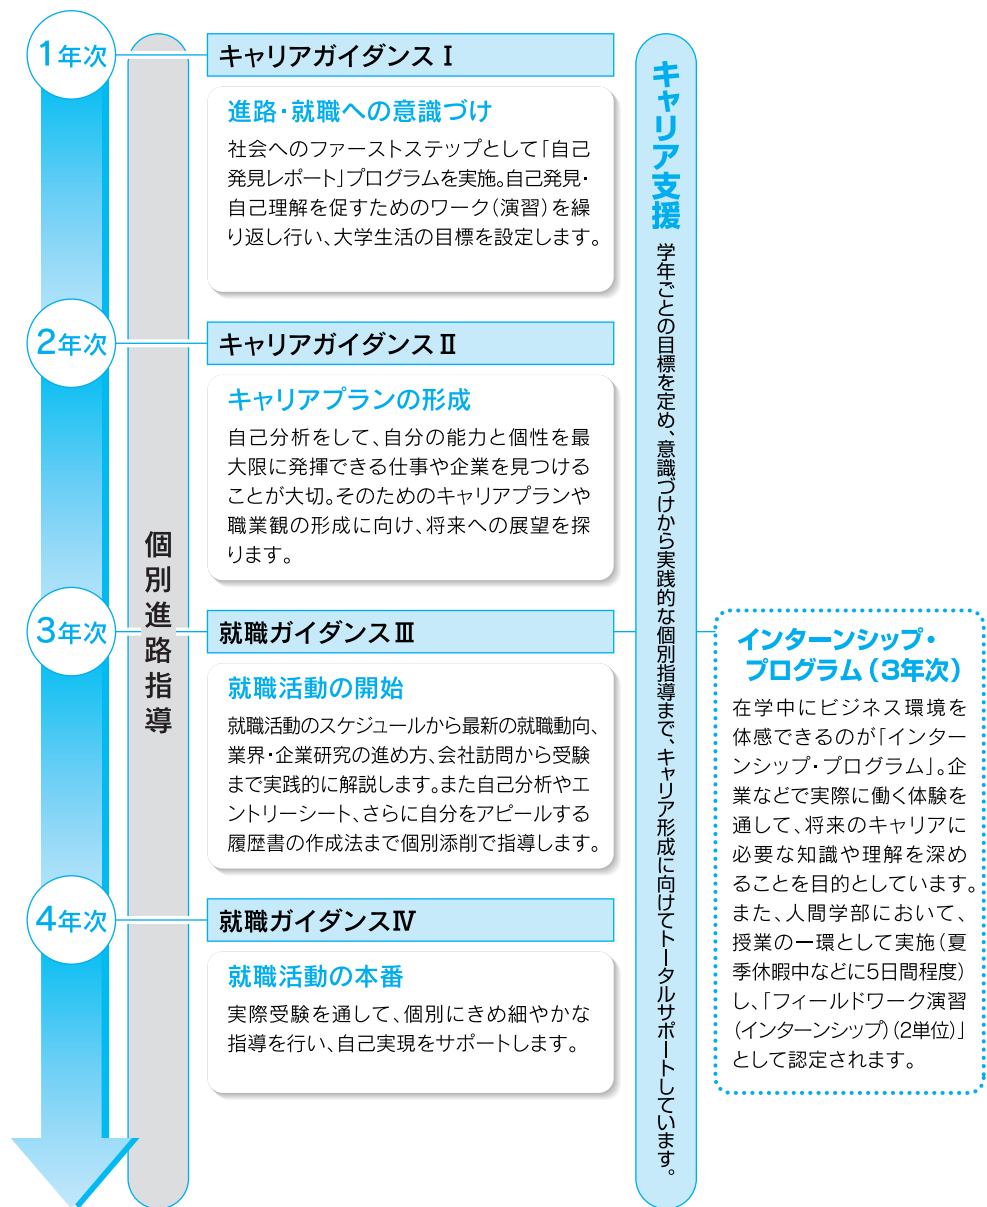 1年次
キャリアガイダンス Ⅰ
進路・就職への意識づけ
社会へのファーストステップとして「自己
発見レポート」プログラムを実施。自己発見・
自己理解を促すためのワーク（演習）を繰
り返し行い、大学生活の目標を設定します。
2年次
キャリアガイダンス Ⅱ
キャリアプランの形成
自己分析をして、自分の能力と個性を最
大限に発揮できる仕事や企業を見つける
ことが大切。そのためのキャリアプランや
職業観の形成に向け、将来への展望を探
ります。
3年次
就職ガイダンス Ⅲ
就職活動の開始
就職活動のスケジュールから最新の就職動向、
業界・企業研究の進め方、会社訪問から受験
まで実践的に解説します。また自己分析やエ
ントリーシート、さらに自分をアピールする
履歴書の作成法まで個別添削で指導します。
4年次
就職ガイダンスⅣ
就職活動の本番
実際受験を通して、個別にきめ細やかな
指導を行い、自己実現をサポートします。
個別進路指導
キャリア支援
学年ごとの目標を定め、意識づけから実践的な個別指導まで、キャリア形成に向けてトータルサポートしています。
インターンシップ・
プログラム（3年次）
在学中にビジネス環境を
体感できるのが「インター
ンシップ・プログラム」。企
業などで実際に働く体験を
通して、将来のキャリアに
必要な知識や理解を深め
ることを目的としています。
また、人間学部において、
授業の一環として実施（夏
季休暇中などに5日間程度）
し、「フィールドワーク演習
（インターンシップ）（2単位）」
として認定されます。